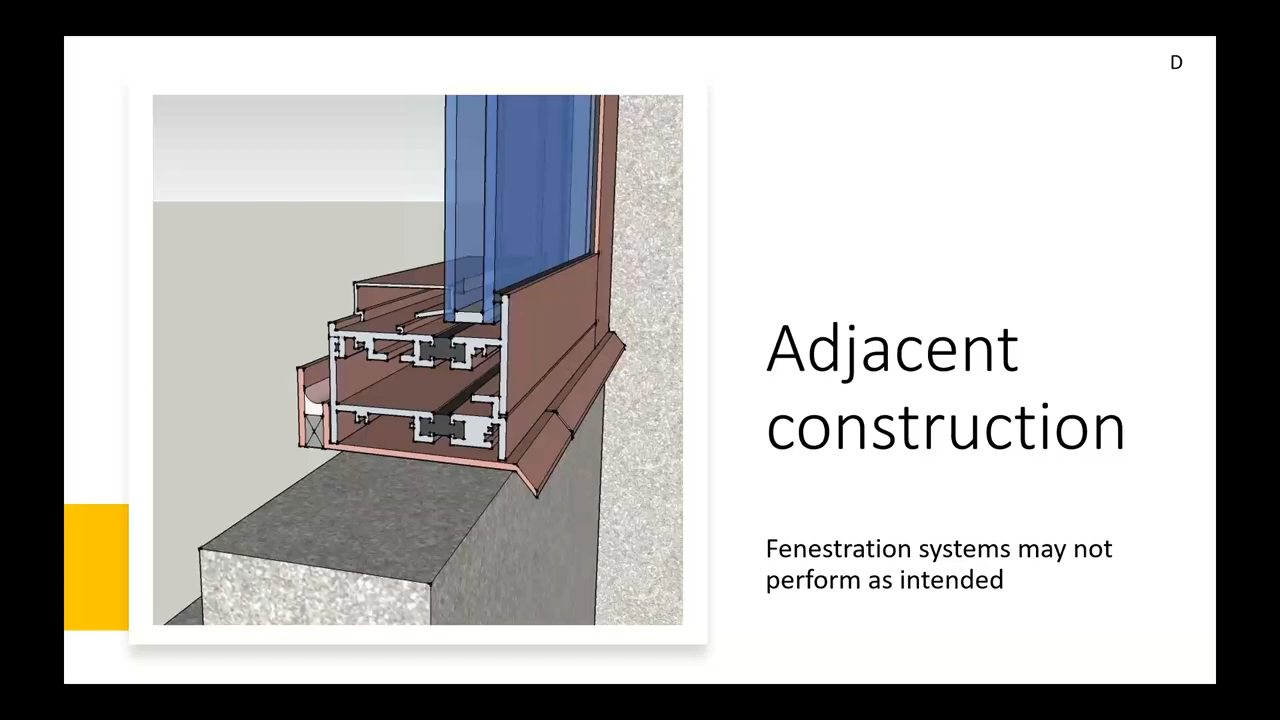 D
Adjacent
construction
Fenestration systems may not
perform as intended